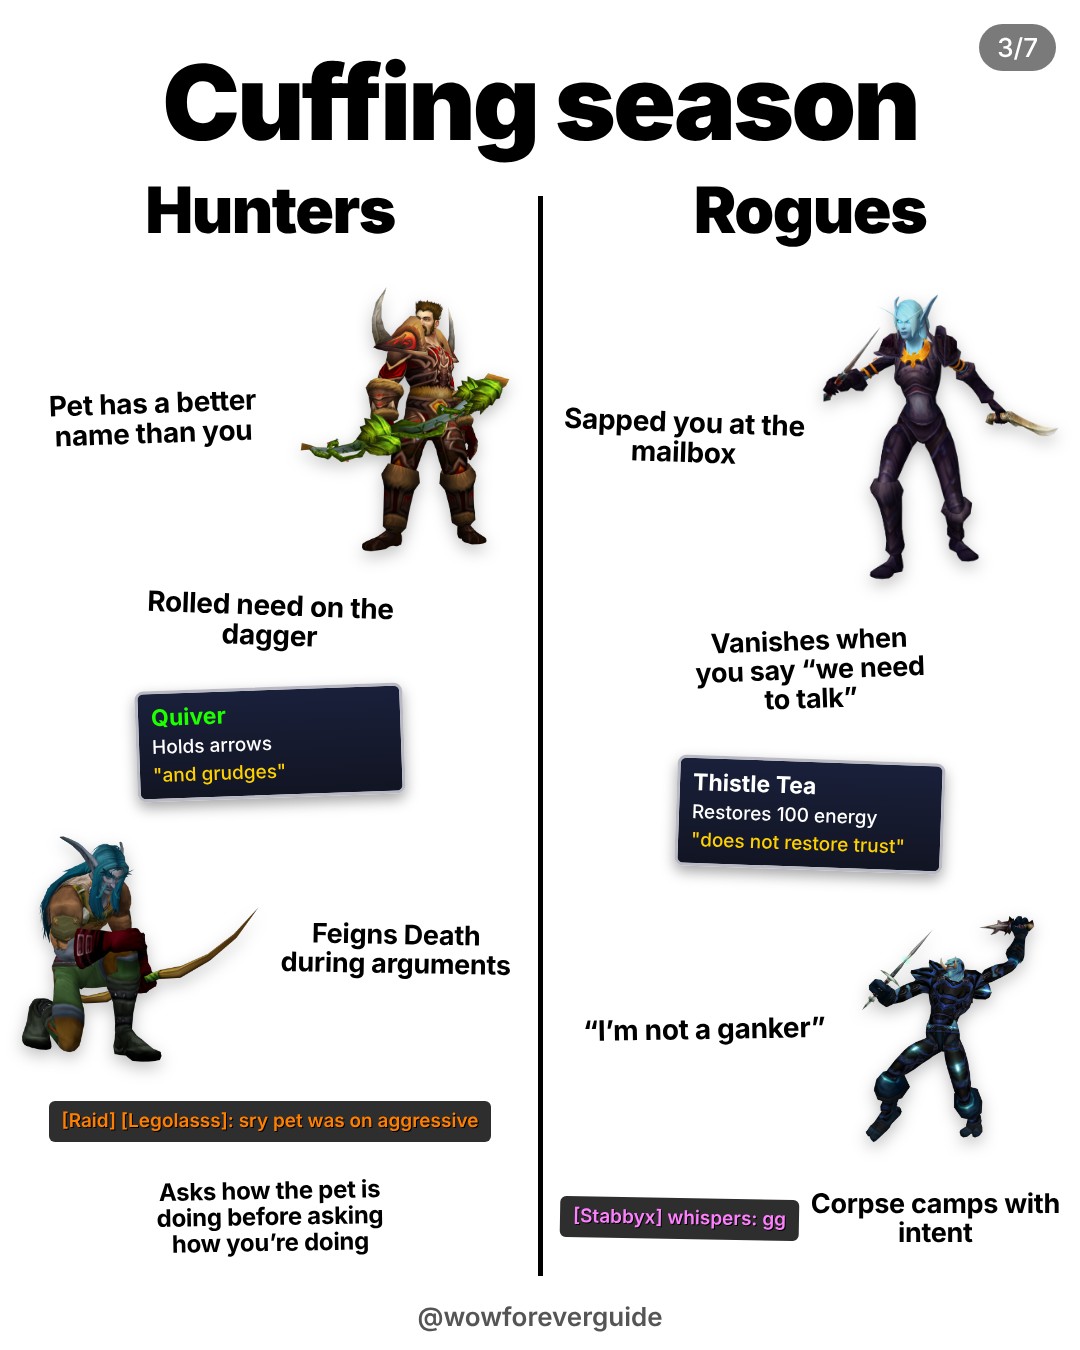 3/7
Cuffing season
Hunters
Pet has a better
name than you
Rolled need on the
dagger
Quiver
Holds arrows
"and grudges"
Feigns Death
during arguments
[Raid] [Legolasss]: sry pet was on aggressive
Asks how the pet is
doing before asking
how you’re doing
Rogues
Sapped you at the
mailbox
Vanishes when
you say “we need
to talk”
Thistle Tea
Restores 100 energy
"does not restore trust"
“I’m not a ganker”
[Stabbyx] whispers: gg
Corpse camps with
intent
@wowforeverguide